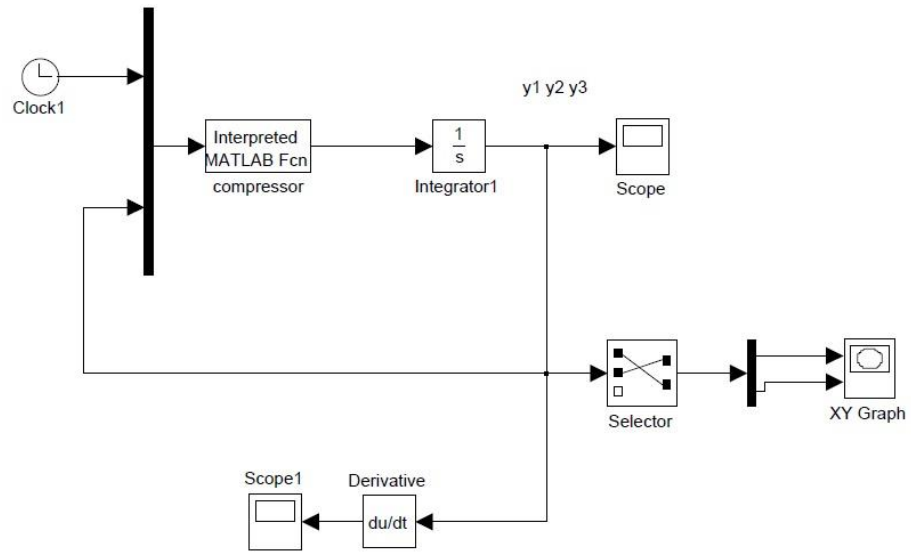 y1 y2 y3
Clock1
Interpreted
MATLAB Fcn
compressor
1
s
Integrator1
Scope
Selector
XY Graph
Scope1
Derivative
du/dt